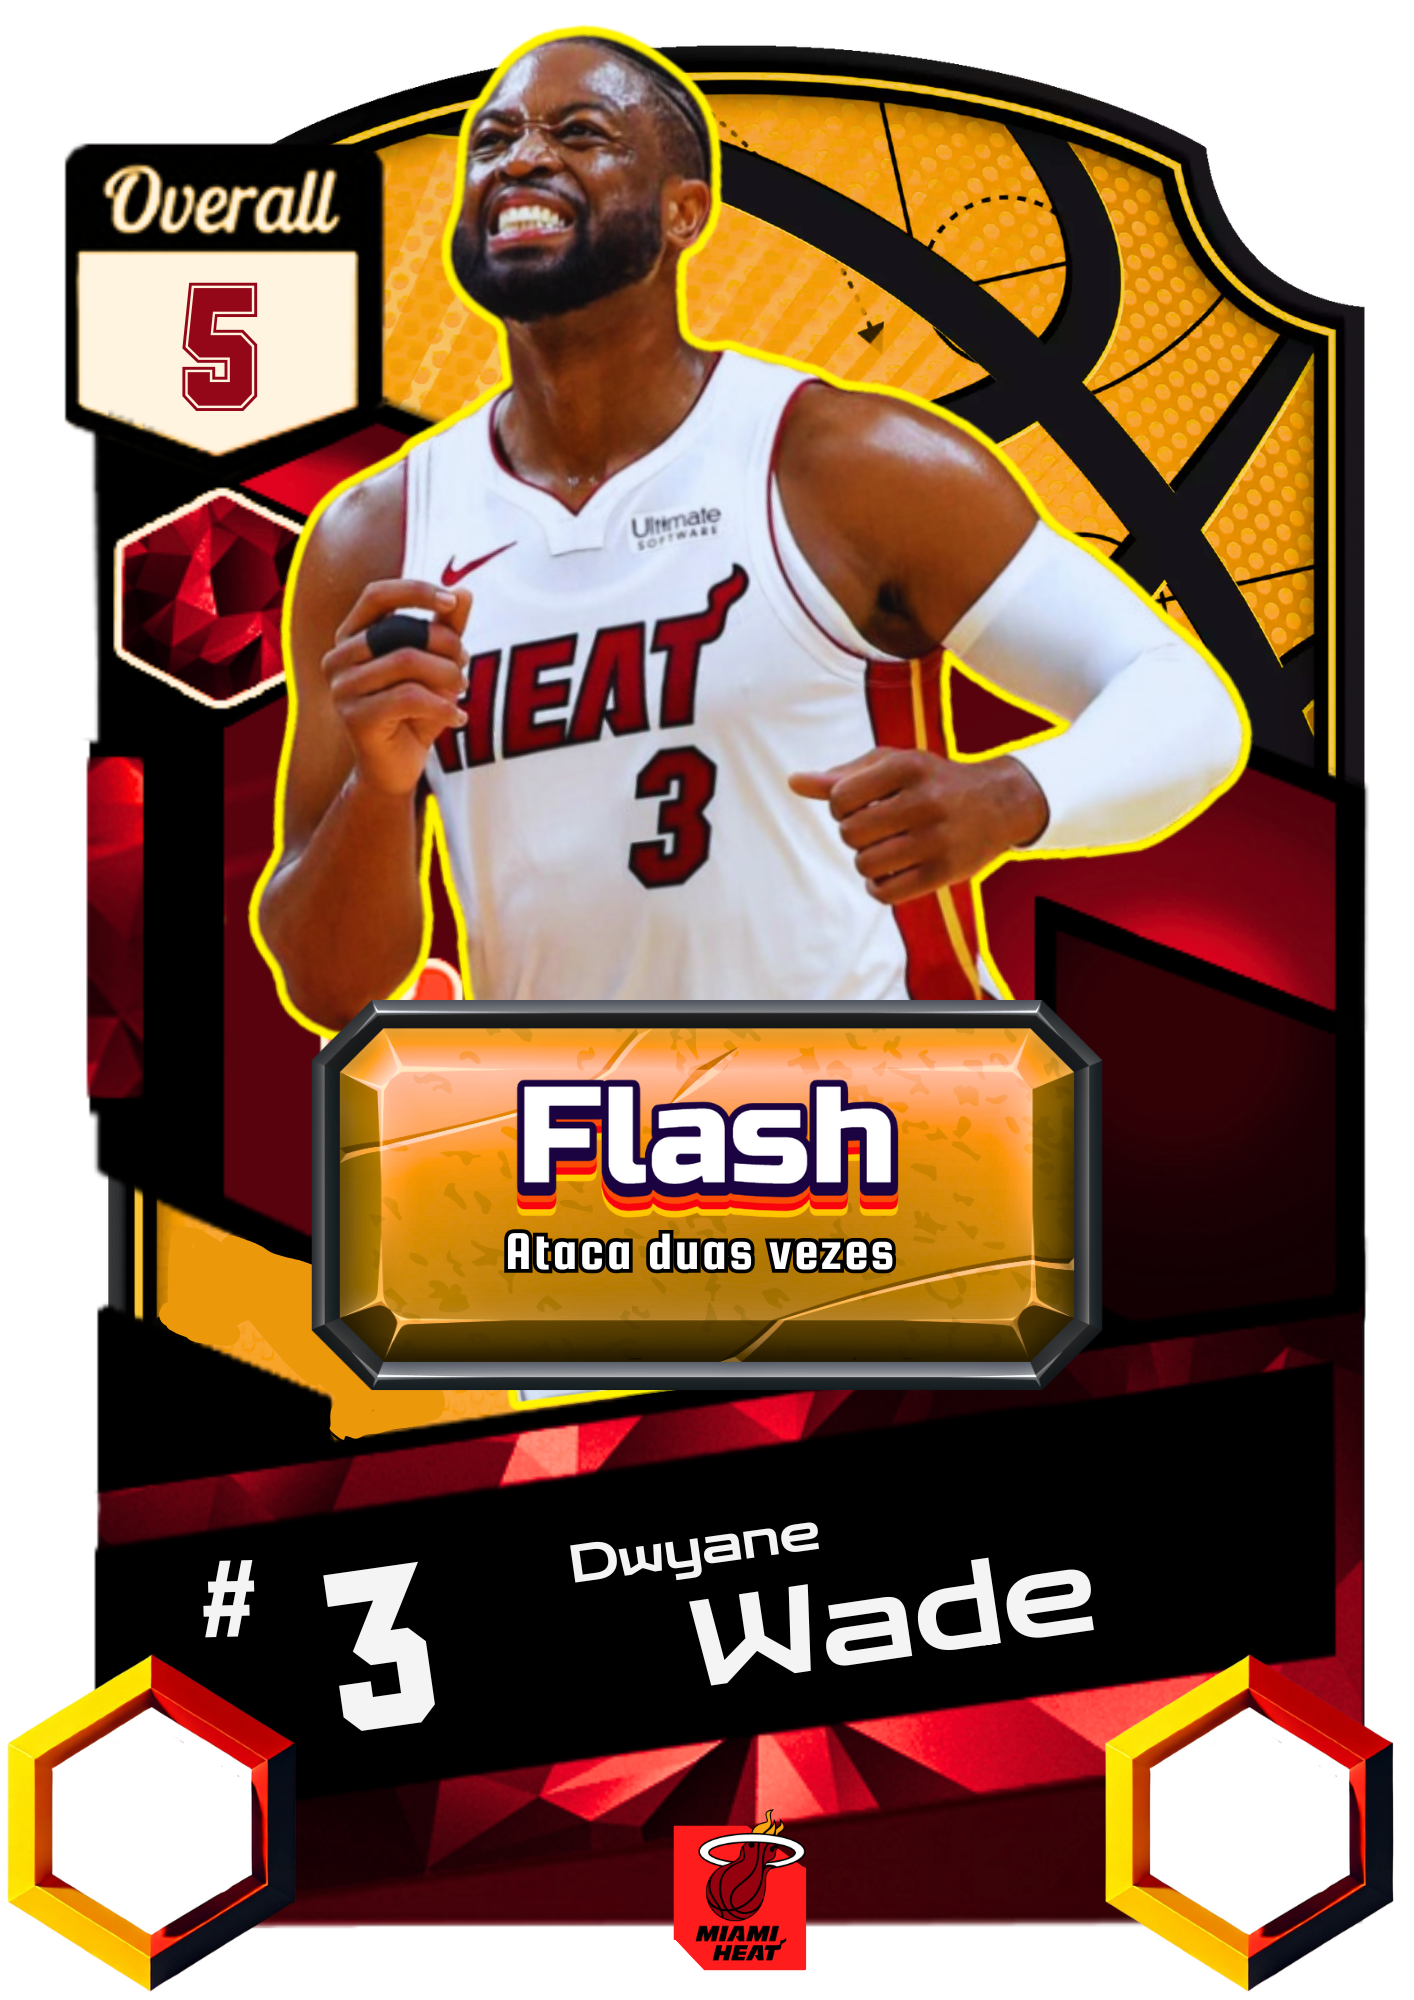 Overall
5
Ultimate
SOFTWARE
HEAT
3
Flash
Ataca duas vezes
# 3
Dwyane
Wade
MIAMI
HEAT